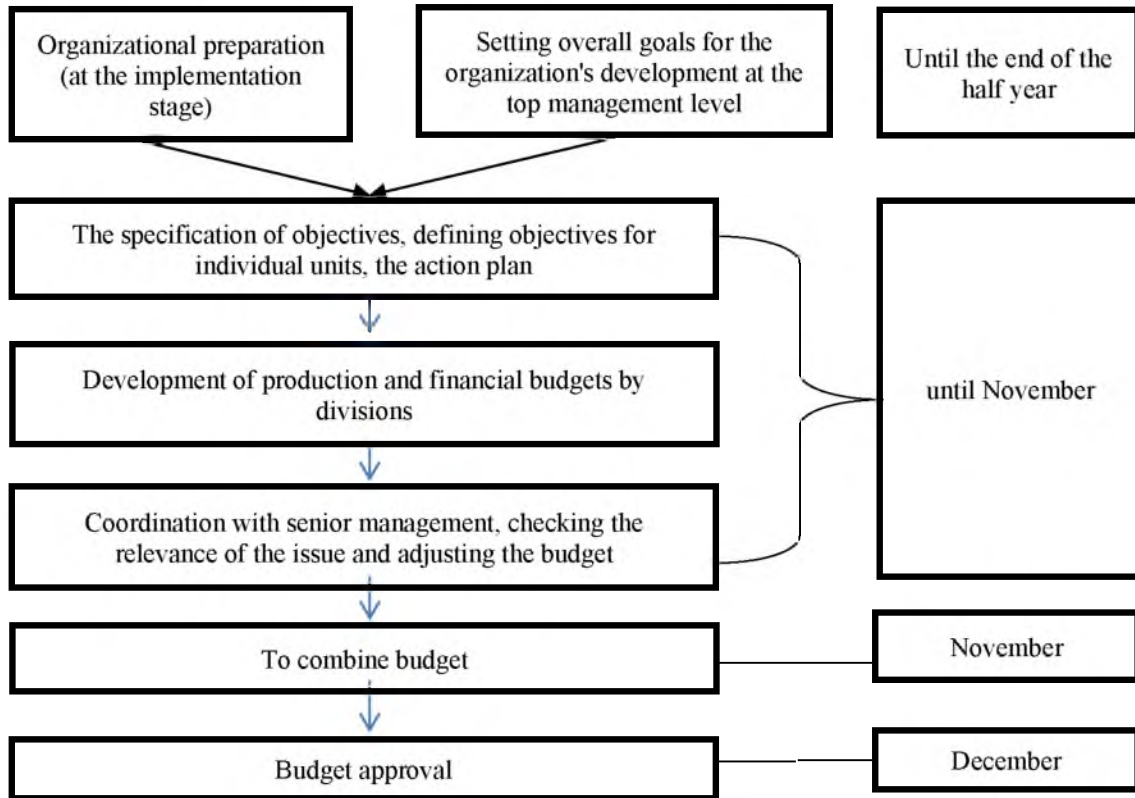 Organizational preparation
(at the implementation
stage)
Setting overall goals for the
organization's development at the
top management level
Until the end of the
half year
The specification of objectives, defining objectives for
individual units, the action plan
Development of production and financial budgets by
divisions
Coordination with senior management, checking the
relevance of the issue and adjusting the budget
until November
To combine budget
November
Budget approval
December